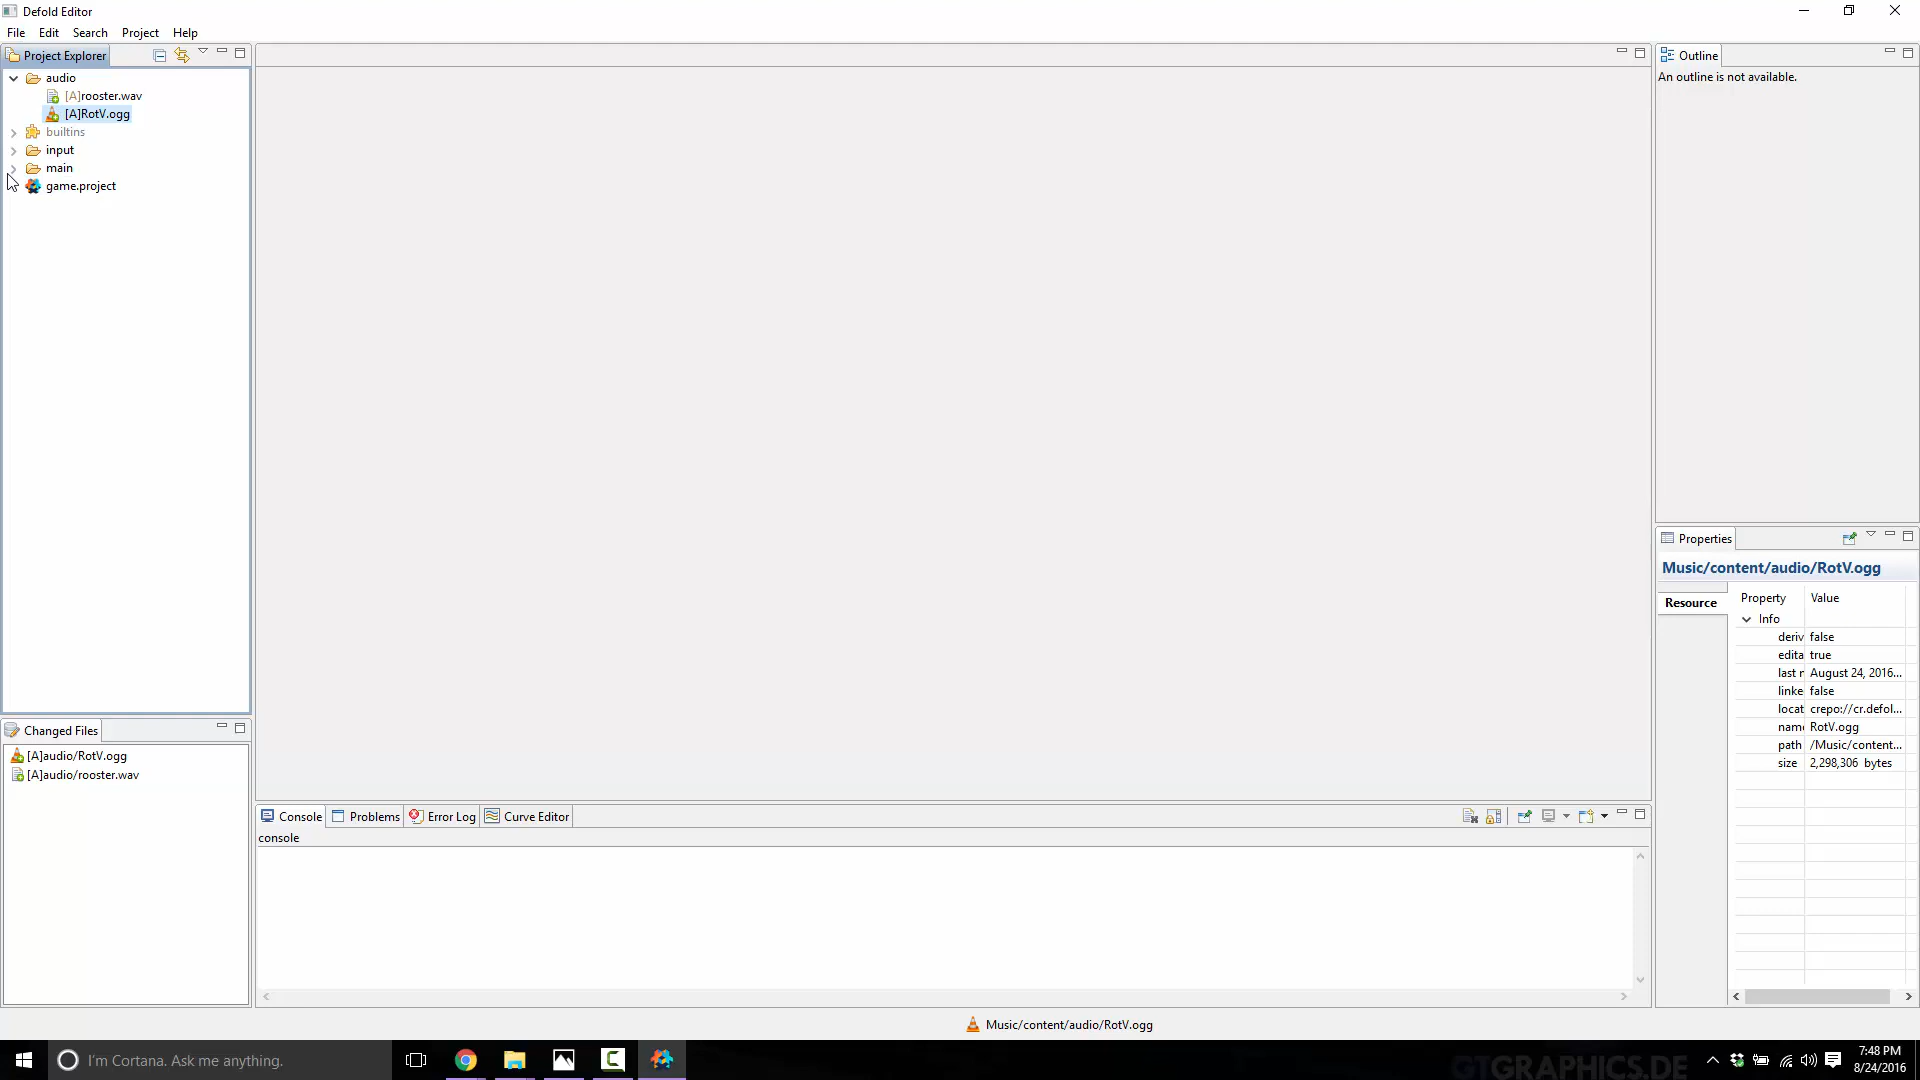 Defold Editor
File Edit Search Project Help
Project Explorer
audio
[A]rooster.wav
[A]RotV.ogg
builtins
input
main
game.project
Changed Files
[A]audio/RotV.ogg
[A]audio/rooster.wav
Console Problems Error Log Curve Editor
console
Outline
An outline is not available.
Properties
Music/content/audio/RotV.ogg
Resource
Property Value
Info
deriv false
edita true
last r August 24, 2016...
linke false
locat crepo://cr.defol...
name RotV.ogg
path /Music/content...
size 2,298,306 bytes
Music/content/audio/RotV.ogg
I'm Cortana. Ask me anything.
GTGRAPHICS.DE
7:48 PM
8/24/2016